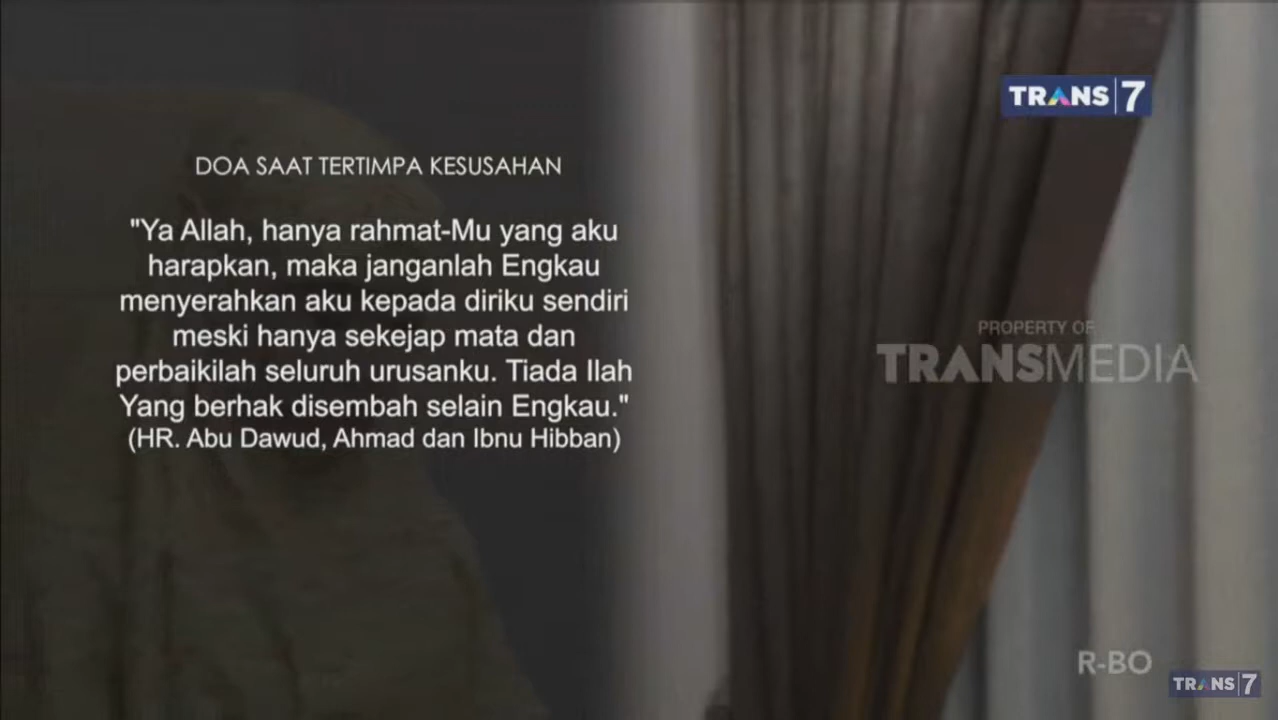 TRANS7
DOA SAAT TERTIMPA KESUSAHAN
"Ya Allah, hanya rahmat-Mu yang aku
harapkan, maka janganlah Engkau
menyerahkan aku kepada diriku sendiri
meski hanya sekejap mata dan
perbaikilah seluruh urusanku. Tiada Ilah
Yang berhak disembah selain Engkau."
(HR. Abu Dawud, Ahmad dan Ibnu Hibban)
PROPERTY OF
TRANSMEDIA
R-BO
TRANS7